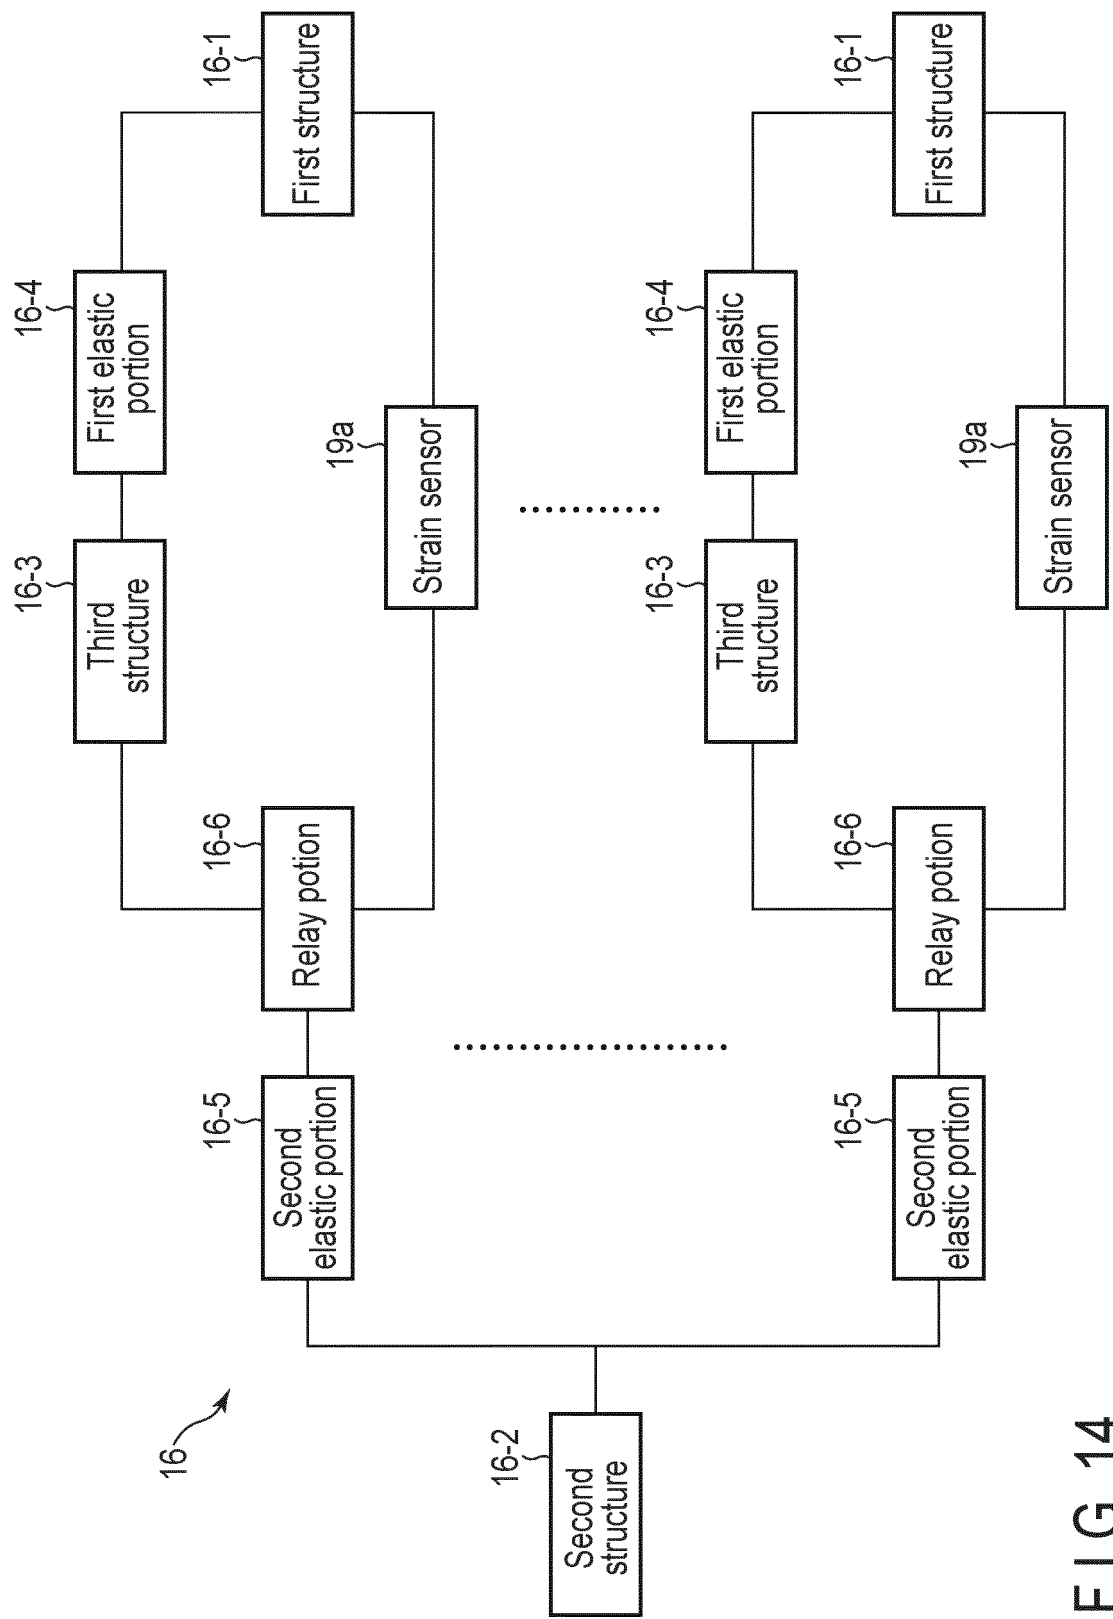 16
16-2
Second
structure
16-5
Second
elastic portion
16-6
Relay potion
16-3
Third
structure
16-4
First elastic
portion
16-1
First structure
19a
Strain sensor
16-5
Second
elastic portion
16-6
Relay potion
16-3
Third
structure
16-4
First elastic
portion
16-1
First structure
19a
Strain sensor
FIG. 14